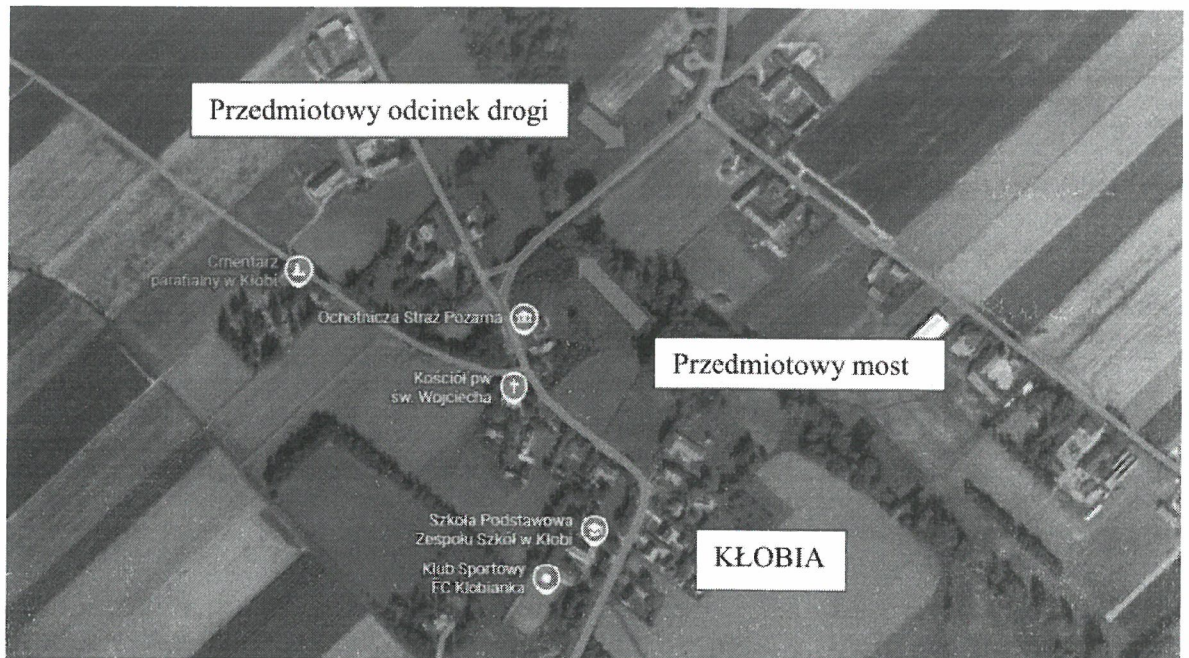 Przedmiotowy odcinek drogi
Cmentarz
parafialny w Kłobi
Ochotnicza Straż Pożarna
Przedmiotowy most
Kościół pw.
św. Wojciecha
Szkoła Podstawowa
Zespołu Szkół w Kłobi
KŁOBIA
Klub Sportowy
FC Kłobianka